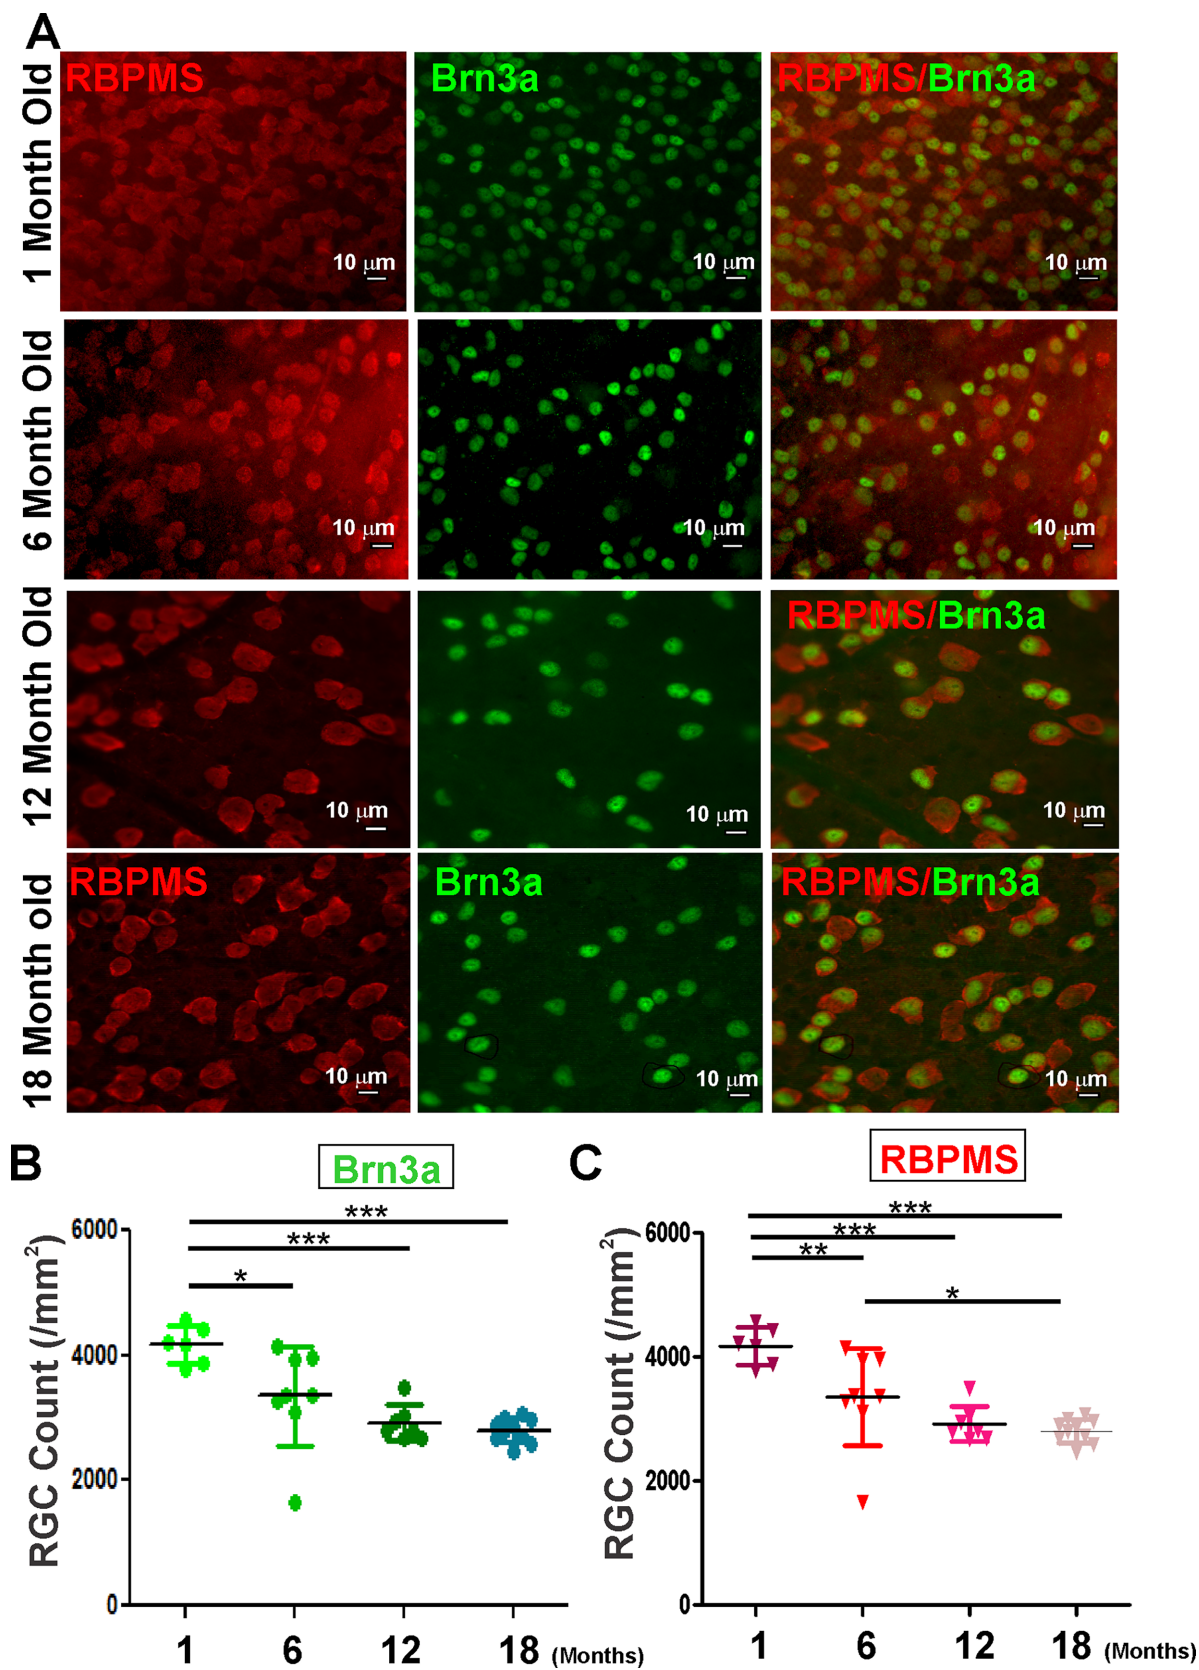 A
1 Month Old
RBPMS
Brn3a
RBPMS/Brn3a
10 μm
10 μm
10 μm
6 Month Old
10 μm
10 μm
10 μm
12 Month Old
RBPMS/Brn3a
10 μm
10 μm
10 μm
18 Month old
RBPMS
Brn3a
RBPMS/Brn3a
10 μm
10 μm
10 μm
B
Brn3a
RGC Count (/mm²)
6000
4000
2000
0
***
***
*
1 6 12 18 (Months)
C
RBPMS
RGC Count (/mm²)
6000
4000
2000
0
***
***
**
*
1 6 12 18 (Months)